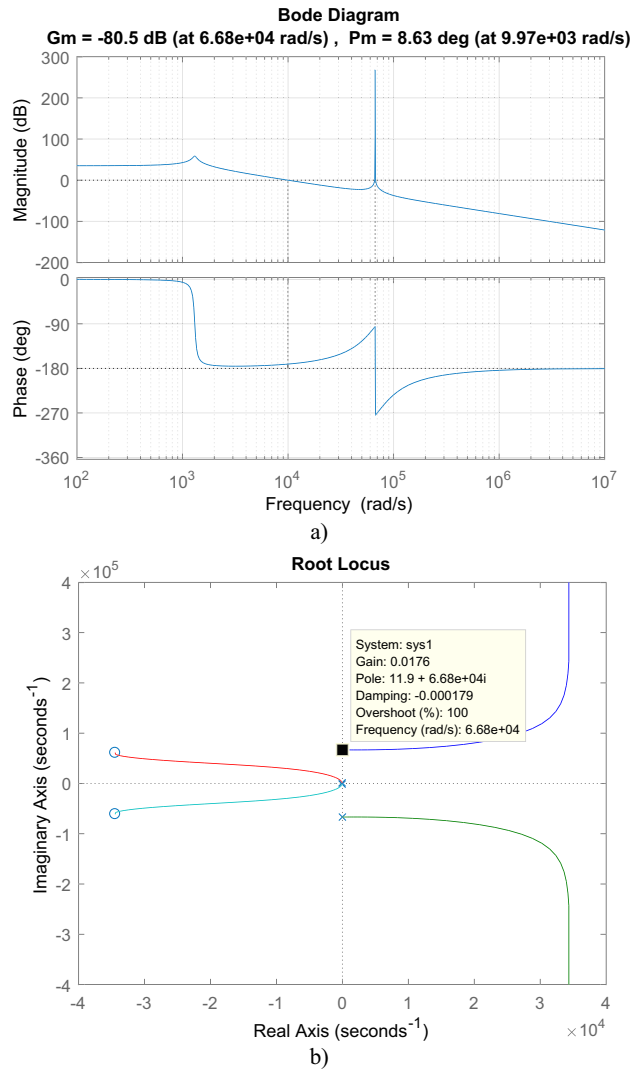 Bode Diagram
Gm = -80.5 dB (at 6.68e+04 rad/s) , Pm = 8.63 deg (at 9.97e+03 rad/s)
300
200
100
0
-100
-200
Magnitude (dB)
0
-90
-180
-270
-360
Phase (deg)
10^2
10^3
10^4
10^5
10^6
10^7
Frequency (rad/s)
a)
Root Locus
×10^5
4
3
2
1
0
-1
-2
-3
-4
Imaginary Axis (seconds^-1)
System: sys1
Gain: 0.0176
Pole: 11.9 + 6.68e+04i
Damping: -0.000179
Overshoot (%): 100
Frequency (rad/s): 6.68e+04
-4
-3
-2
-1
0
1
2
3
4
×10^4
Real Axis (seconds^-1)
b)